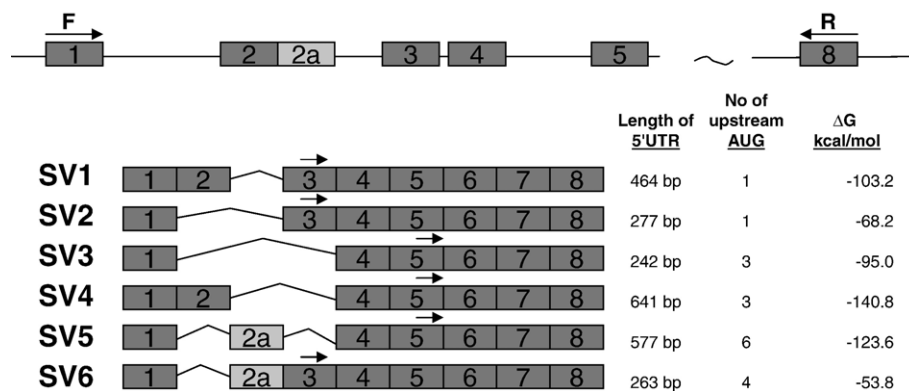 F R
1 2 2a 3 4 5 8
Length of 5'UTR No of upstream AUG ΔG kcal/mol
SV1 1 2 3 4 5 6 7 8 464 bp 1 -103.2
SV2 1 3 4 5 6 7 8 277 bp 1 -68.2
SV3 1 4 5 6 7 8 242 bp 3 -95.0
SV4 1 2 4 5 6 7 8 641 bp 3 -140.8
SV5 1 2a 4 5 6 7 8 577 bp 6 -123.6
SV6 1 2a 3 4 5 6 7 8 263 bp 4 -53.8